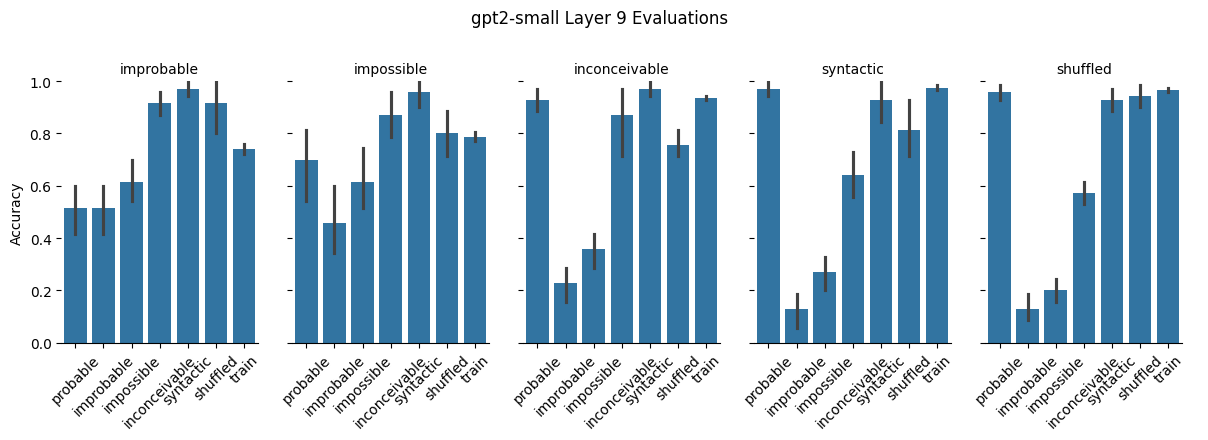 gpt2-small Layer 9 Evaluations
improbable
impossible
inconceivable
syntactic
shuffled
Accuracy
1.0
0.8
0.6
0.4
0.2
0.0
probable
improbable
impossible
inconceivable
syntactic
shuffled
train
probable
improbable
impossible
inconceivable
syntactic
shuffled
train
probable
improbable
impossible
inconceivable
syntactic
shuffled
train
probable
improbable
impossible
inconceivable
syntactic
shuffled
train
probable
improbable
impossible
inconceivable
syntactic
shuffled
train